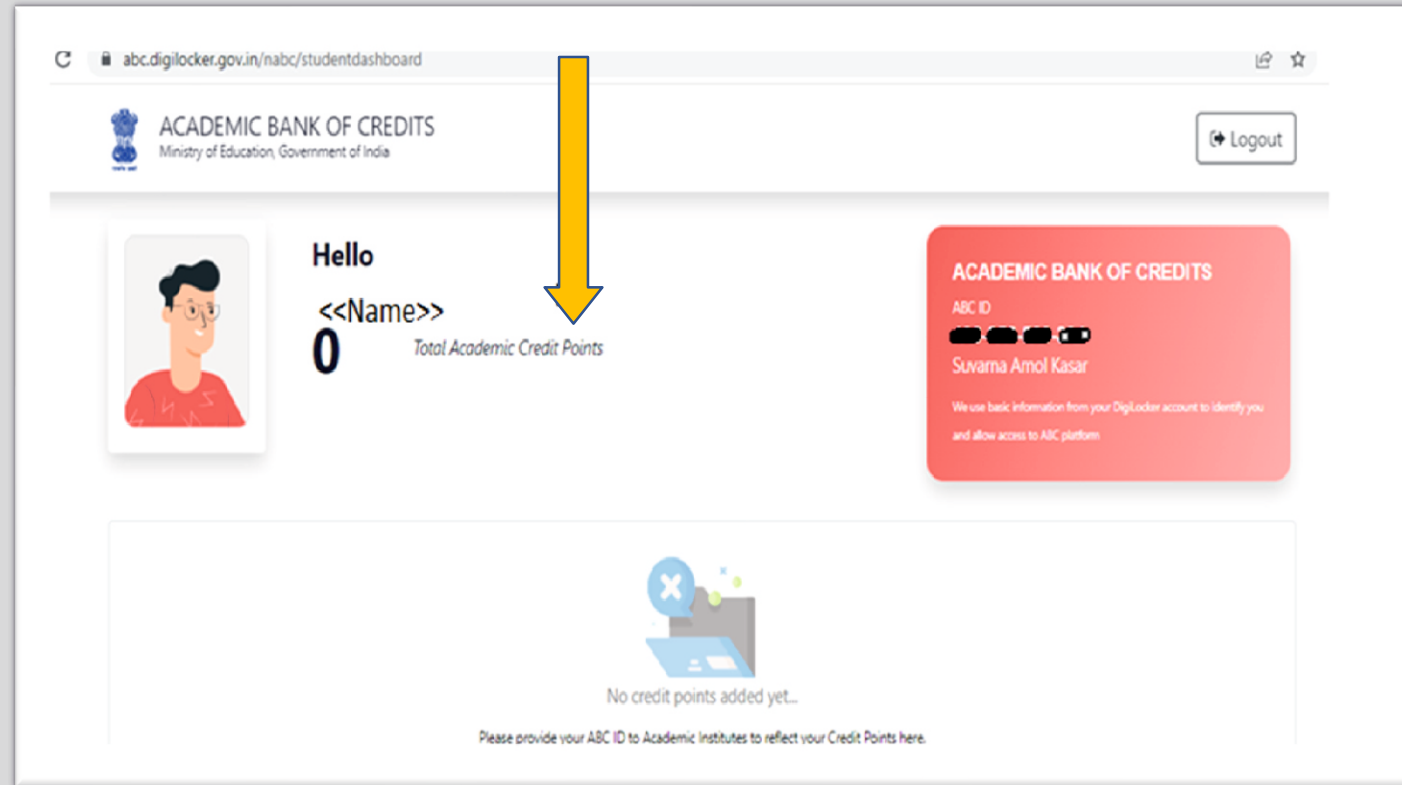 abc.digilocker.gov.in/nabc/studentdashboard
ACADEMIC BANK OF CREDITS
Ministry of Education, Government of India
Logout
Hello
<<Name>>
0 Total Academic Credit Points
ACADEMIC BANK OF CREDITS
ABC ID
Suvarna Amol Kasar
We use basic information from your DigiLocker account to identify you
and allow access to ABC platform
No credit points added yet...
Please provide your ABC ID to Academic Institutes to reflect your Credit Points here.